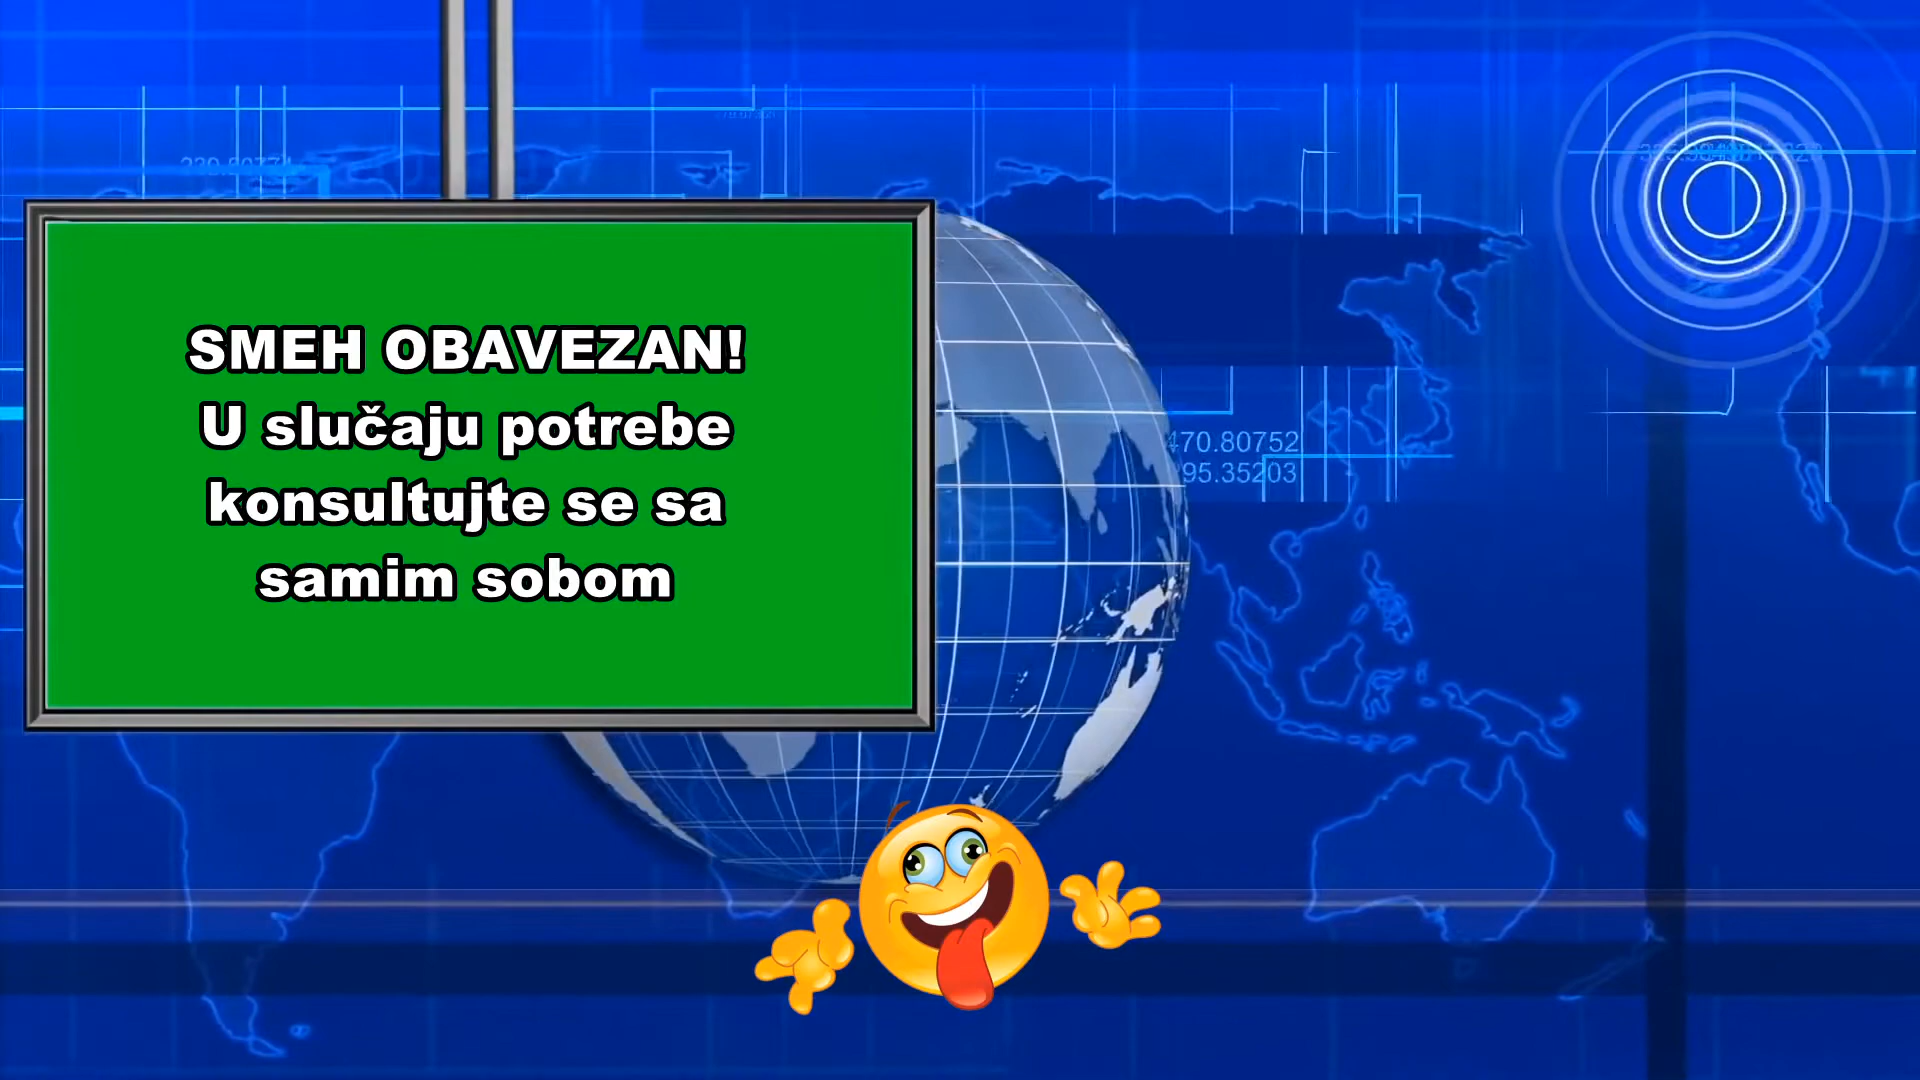 SMEH OBAVEZAN!
U slučaju potrebe
konsultujte se sa
samim sobom
470.80752
95.35203